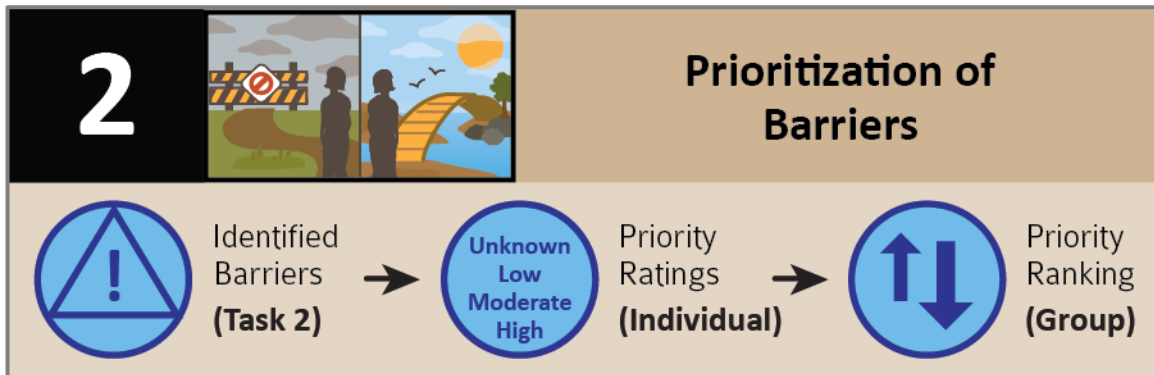 2
Prioritization of
Barriers
!
Identified
Barriers
(Task 2)
Unknown
Low
Moderate
High
Priority
Ratings
(Individual)
Priority
Ranking
(Group)